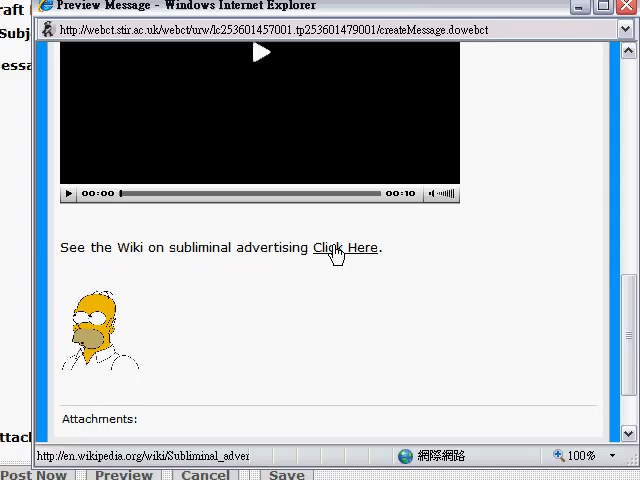 Preview Message - Windows Internet Explorer
http://webct.stir.ac.uk/webct/urw/lc253601457001.tp253601479001/createMessage.dowebct
raft
Subj
essa
00:00
00:10
See the Wiki on subliminal advertising Click Here.
Attachments:
ttac
http://en.wikipedia.org/wiki/Subliminal_adver
網際網路
100%
Post Now
Preview
Cancel
Save